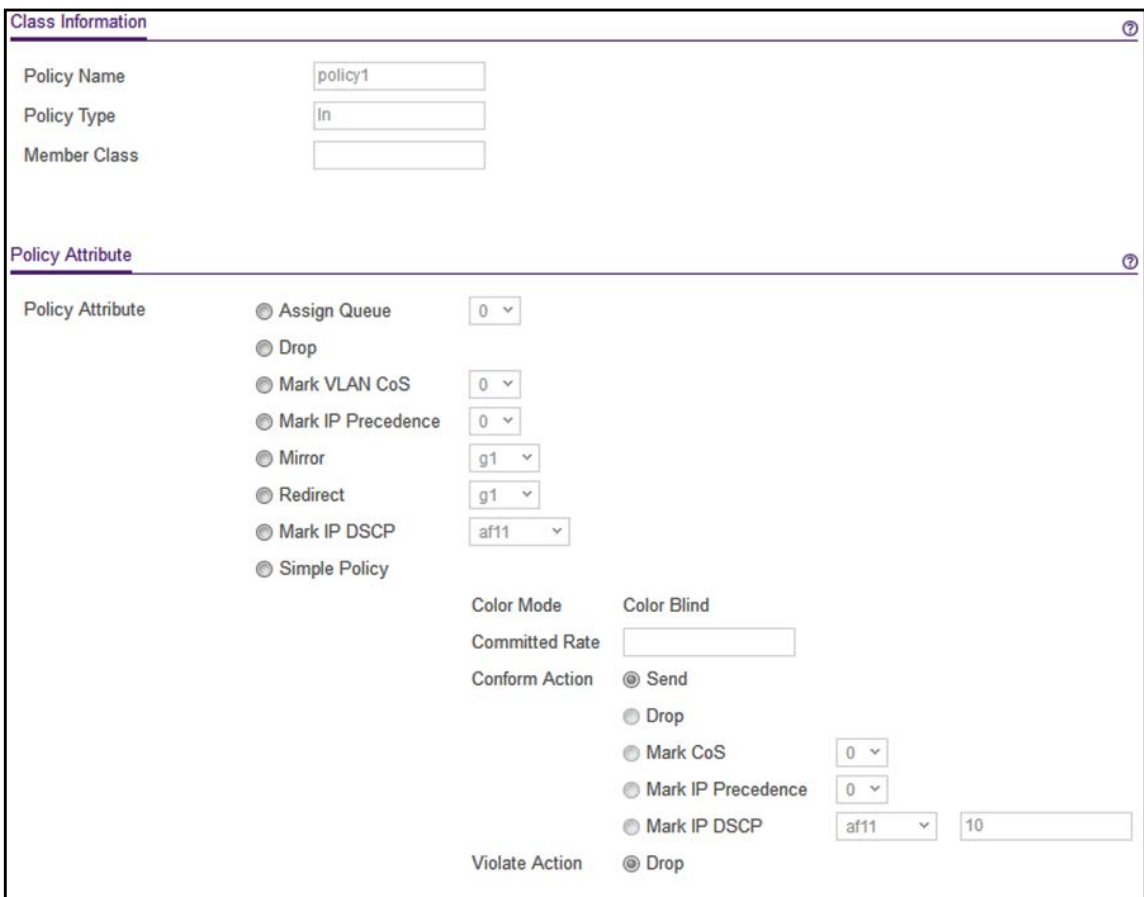 Class Information
Policy Name policy1
Policy Type In
Member Class
Policy Attribute
Policy Attribute Assign Queue 0
Drop
Mark VLAN CoS 0
Mark IP Precedence 0
Mirror g1
Redirect g1
Mark IP DSCP af11
Simple Policy
Color Mode Color Blind
Committed Rate
Conform Action Send
Drop
Mark CoS 0
Mark IP Precedence 0
Mark IP DSCP af11 10
Violate Action Drop